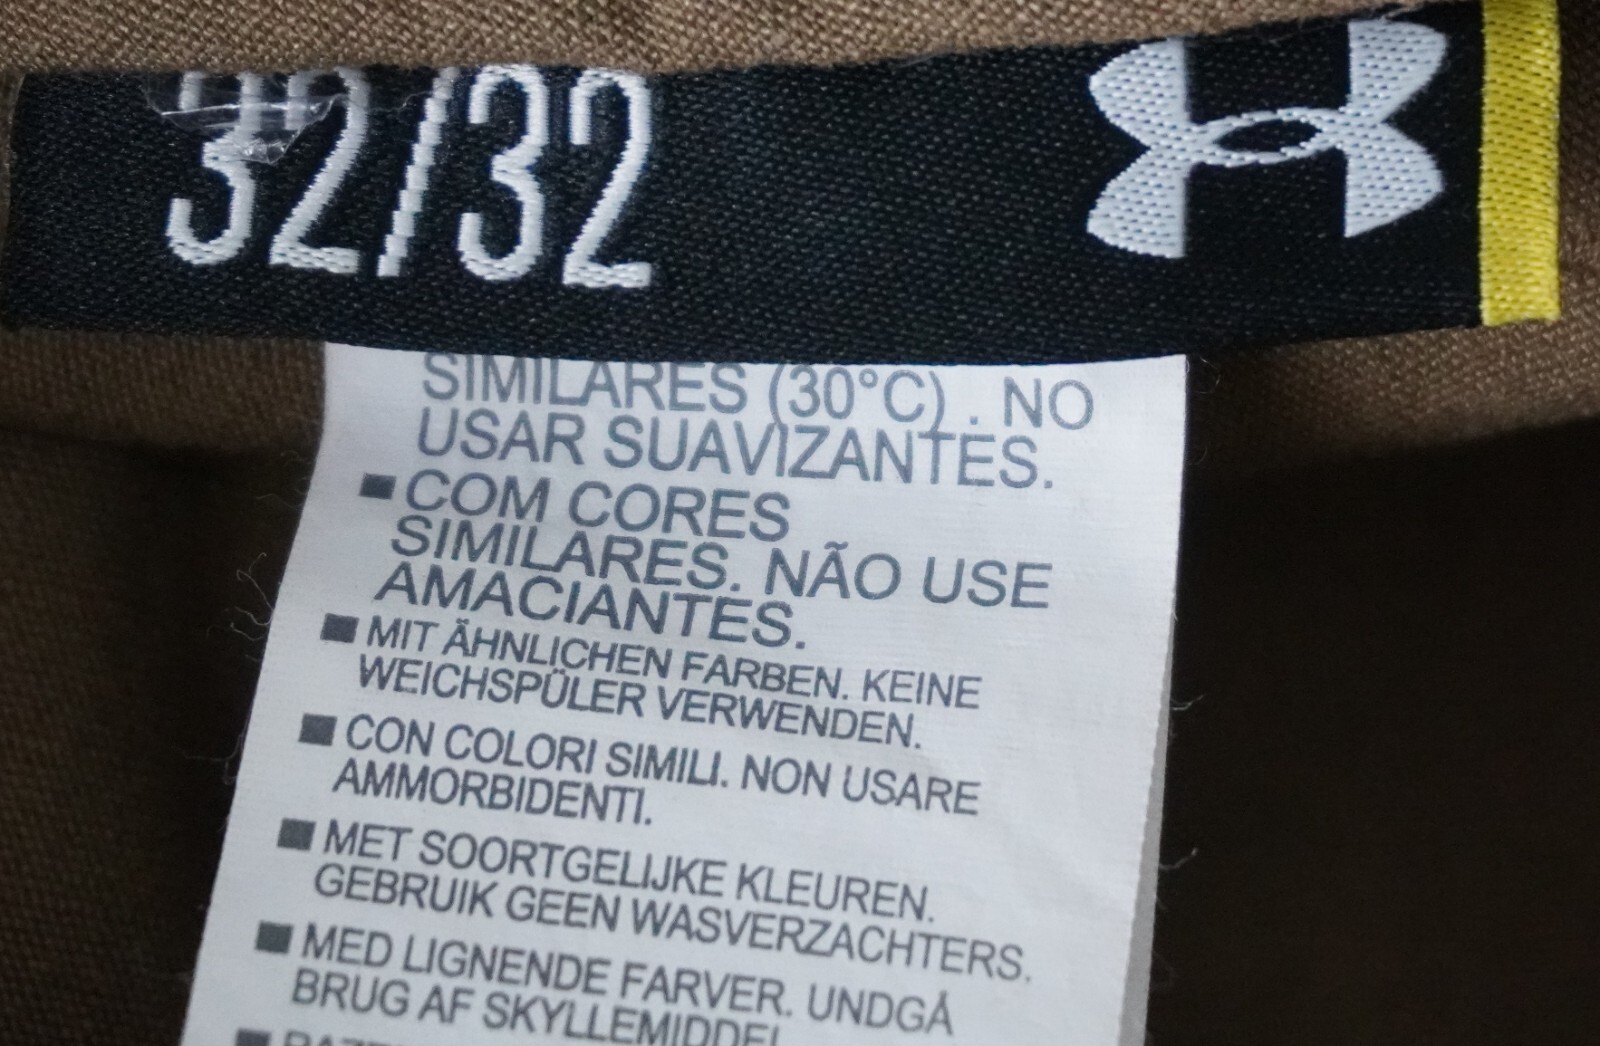 32/32
SIMILARES (30°C) . NO
USAR SUAVIZANTES.
■ COM CORES
SIMILARES. NÃO USE
AMACIANTES.
■ MIT ÄHNLICHEN FARBEN. KEINE
WEICHSPÜLER VERWENDEN.
■ CON COLORI SIMILI. NON USARE
AMMORBIDENTI.
■ MET SOORTGELIJKE KLEUREN.
GEBRUIK GEEN WASVERZACHTERS.
■ MED LIGNENDE FARVER. UNDGÅ
BRUG AF SKYLLEMIDDEL